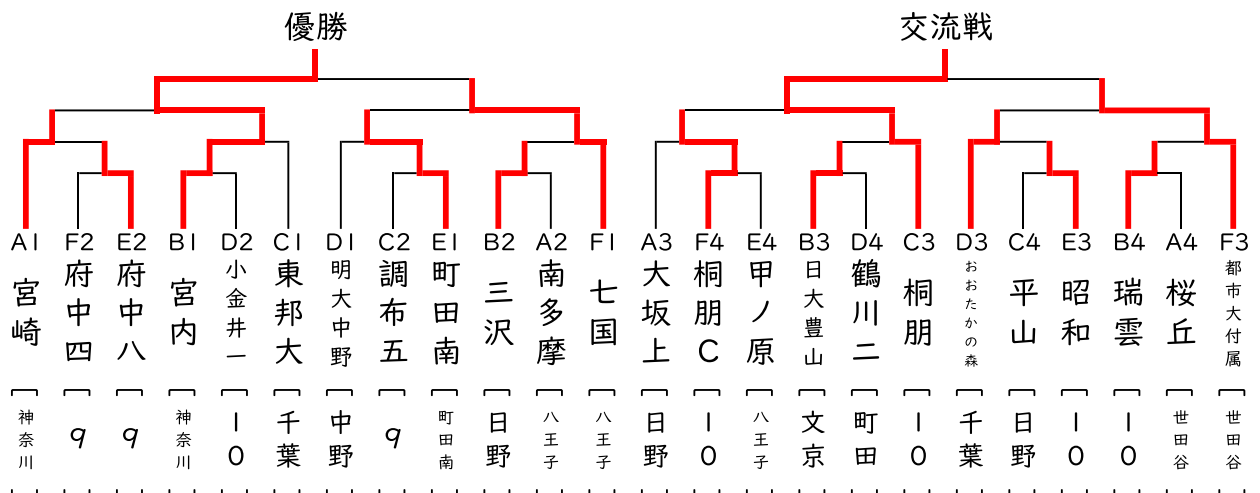 優勝 交流戦
A1 F2 E2 B1 D2 C1 D1 C2 E1 B2 A2 F1 A3 F4 E4 B3 D4 C3 D3 C4 E3 B4 A4 F3
宮崎
府中四
府中八
宮内
小金井一
東邦大
明大中野
調布五
町田南
三沢
南多摩
七国
大坂上
桐朋C
甲ノ原
日大豊山
鶴川二
桐朋
おおたかの森
平山
昭和
瑞雲
桜丘
都市大付属
神奈川
9
9
神奈川
10
千葉
中野
9
町田南
日野
八王子
八王子
日野
10
八王子
文京
町田
10
千葉
日野
10
10
世田谷
世田谷